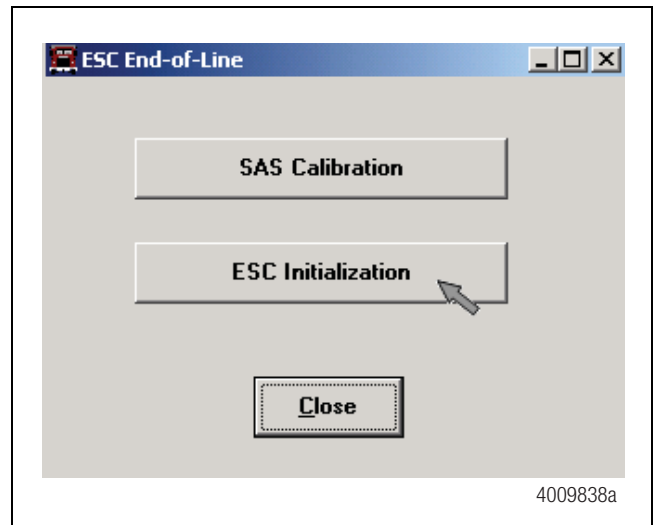 ESC End-of-Line
SAS Calibration
ESC Initialization
Close
4009838a